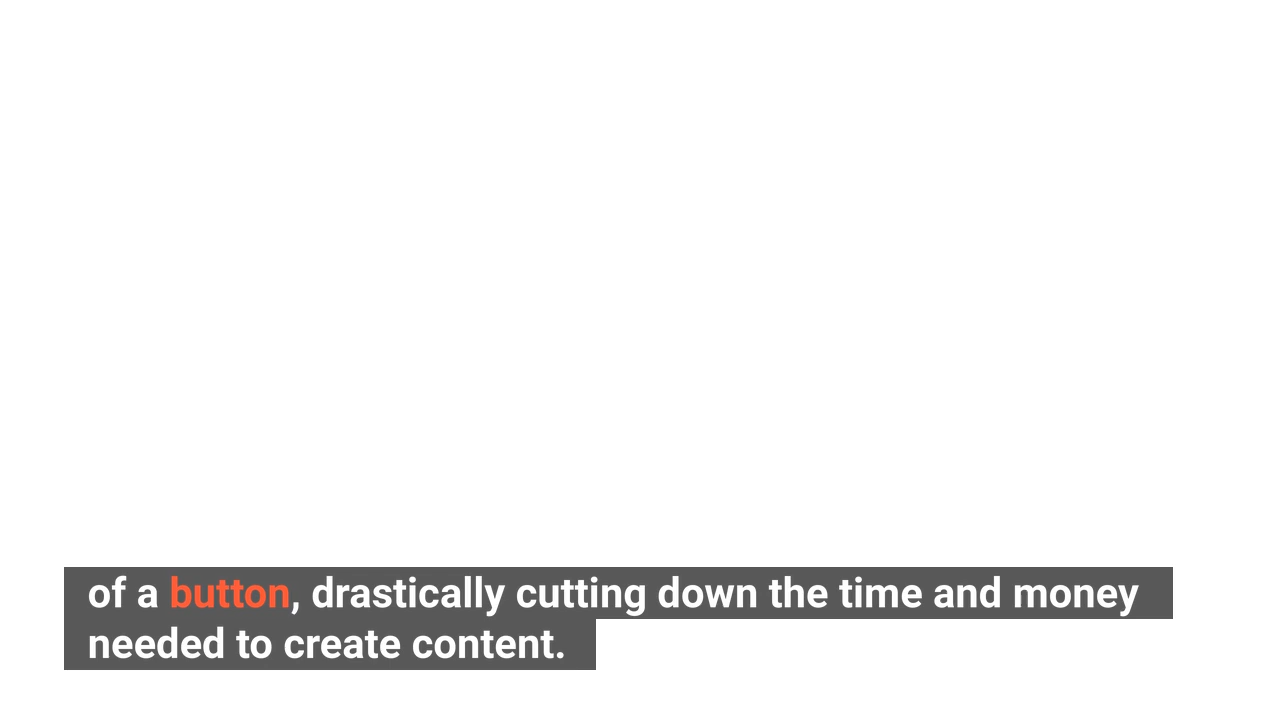 of a button, drastically cutting down the time and money
needed to create content.